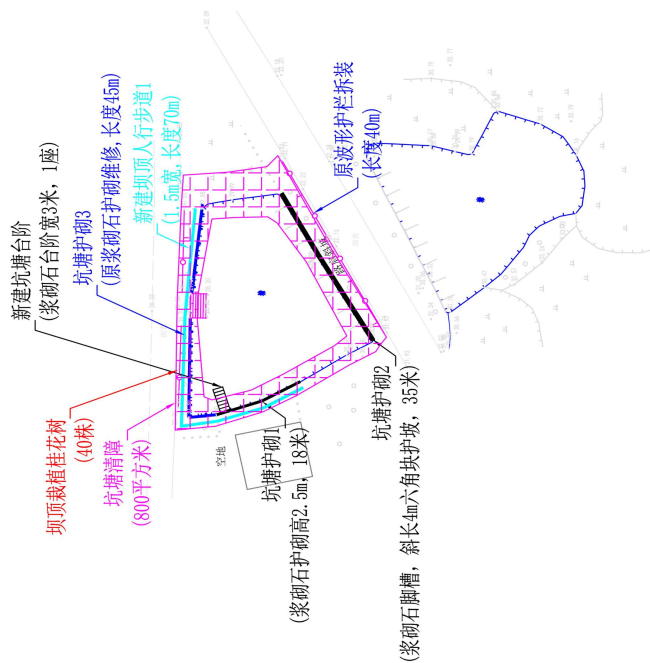 新建坑塘台阶
(浆砌石台阶宽3米，1座)
坝顶栽植桂花树
(40株)
坑塘清障
(800平方米)
坑塘护砌3
(原浆砌石护砌维修,长度45m)
新建坝顶人行步道1
(1.5m宽,长度70m)
原波形护栏拆装
(长度40m)
空地
坑塘护砌1
(浆砌石护砌高2.5m，18米)
坑塘护砌2
(浆砌石脚槽，斜长4m六角块护坡，35米)